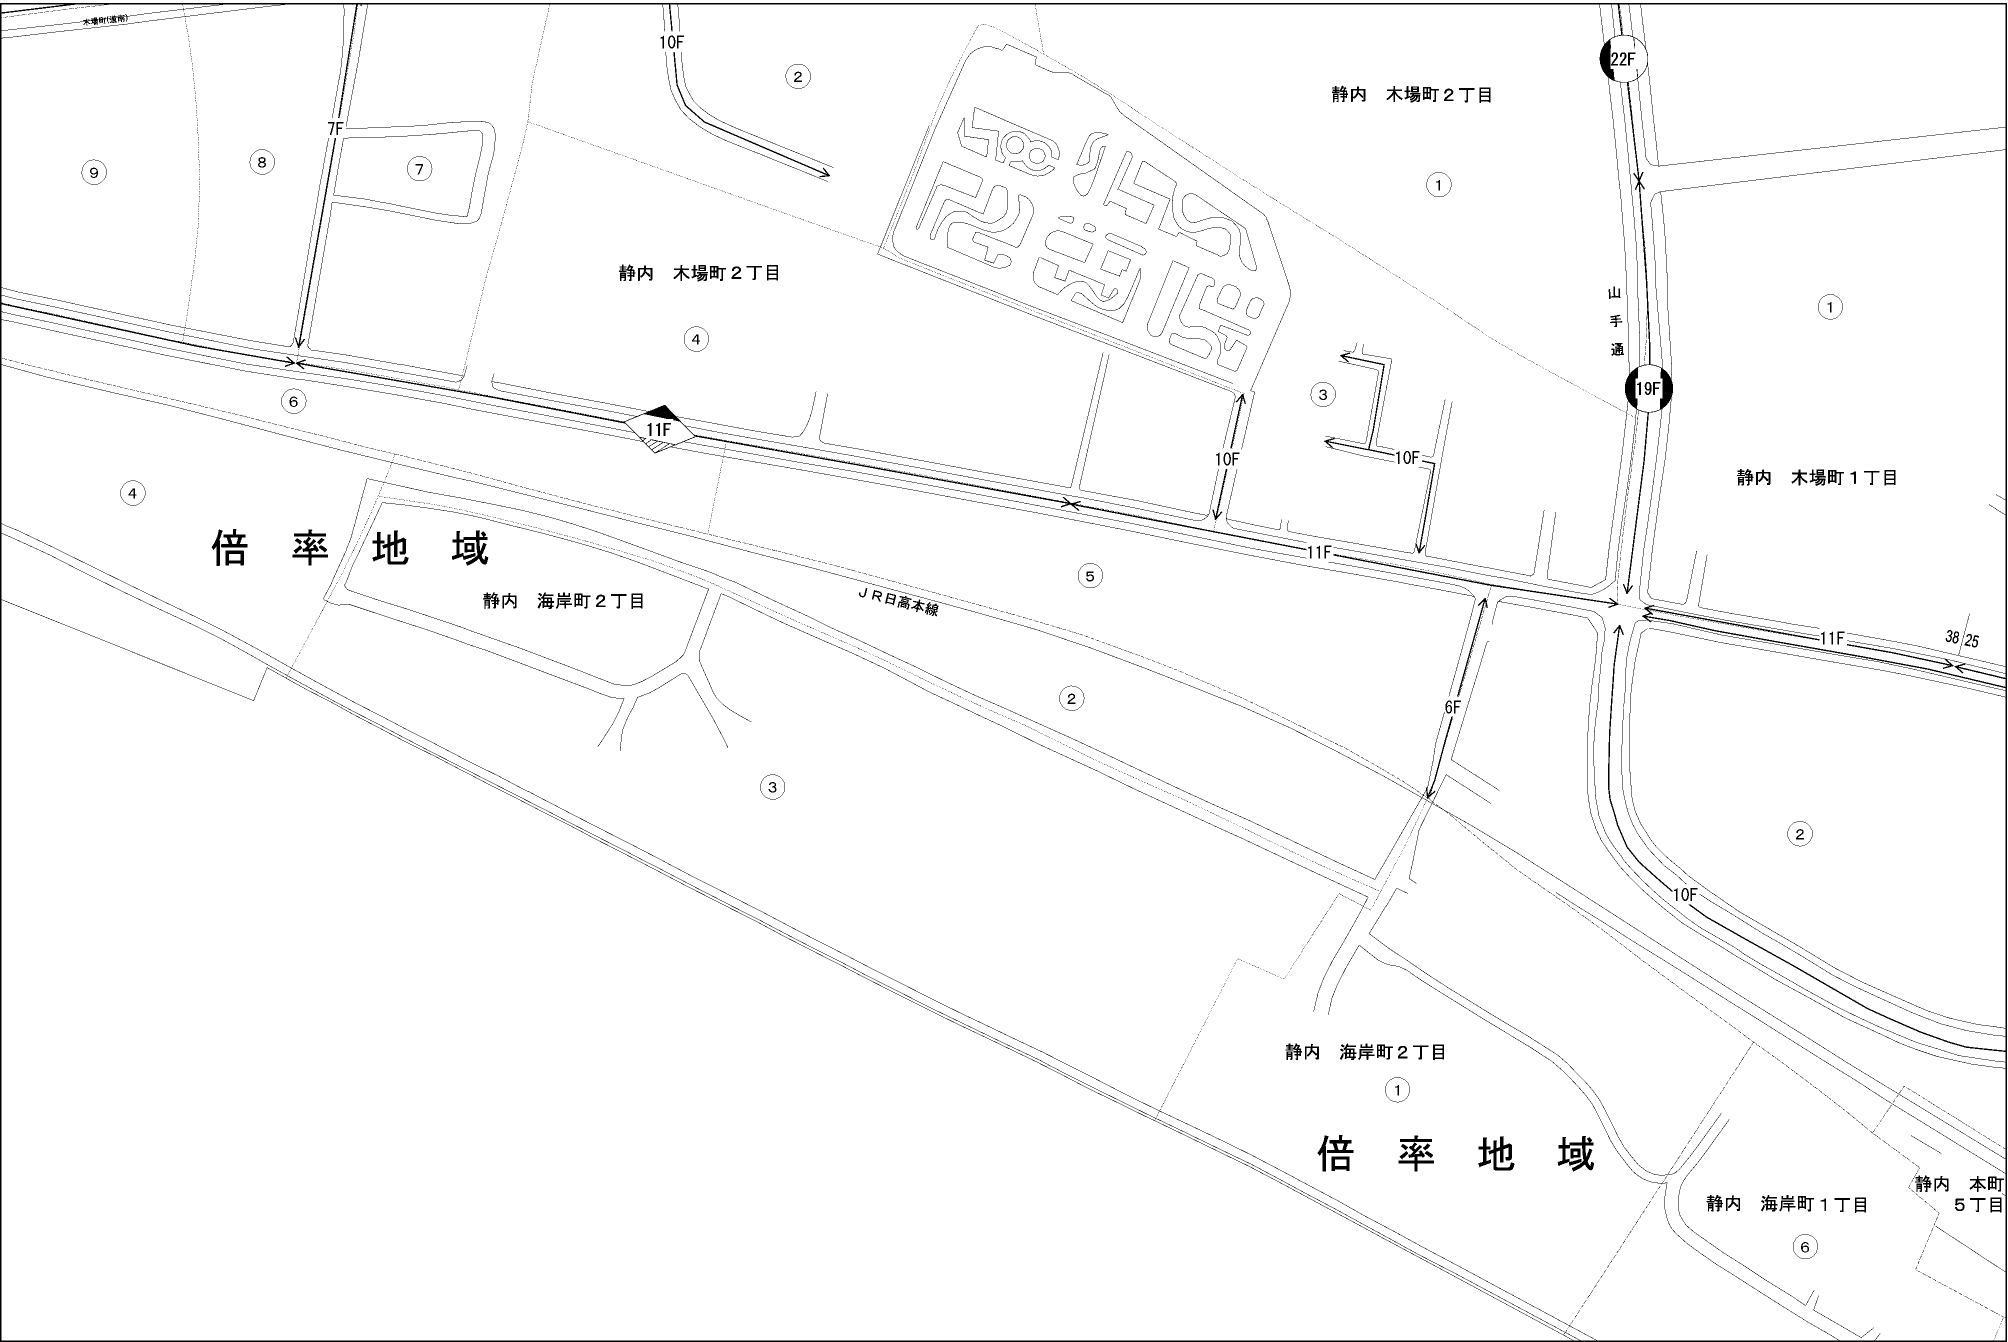 木場町(道南)
10F
22F
②
静内　木場町２丁目
7F
⑨
⑧
⑦
①
静内　木場町２丁目
山手通
①
④
⑥
③
19F
11F
10F
10F
静内　木場町１丁目
④
倍　率　地　域
静内　海岸町２丁目
11F
⑤
ＪＲ日高本線
11F
38 25
②
6F
③
②
10F
静内　海岸町２丁目
①
倍　率　地　域
静内　海岸町１丁目
⑥
静内　本町
５丁目